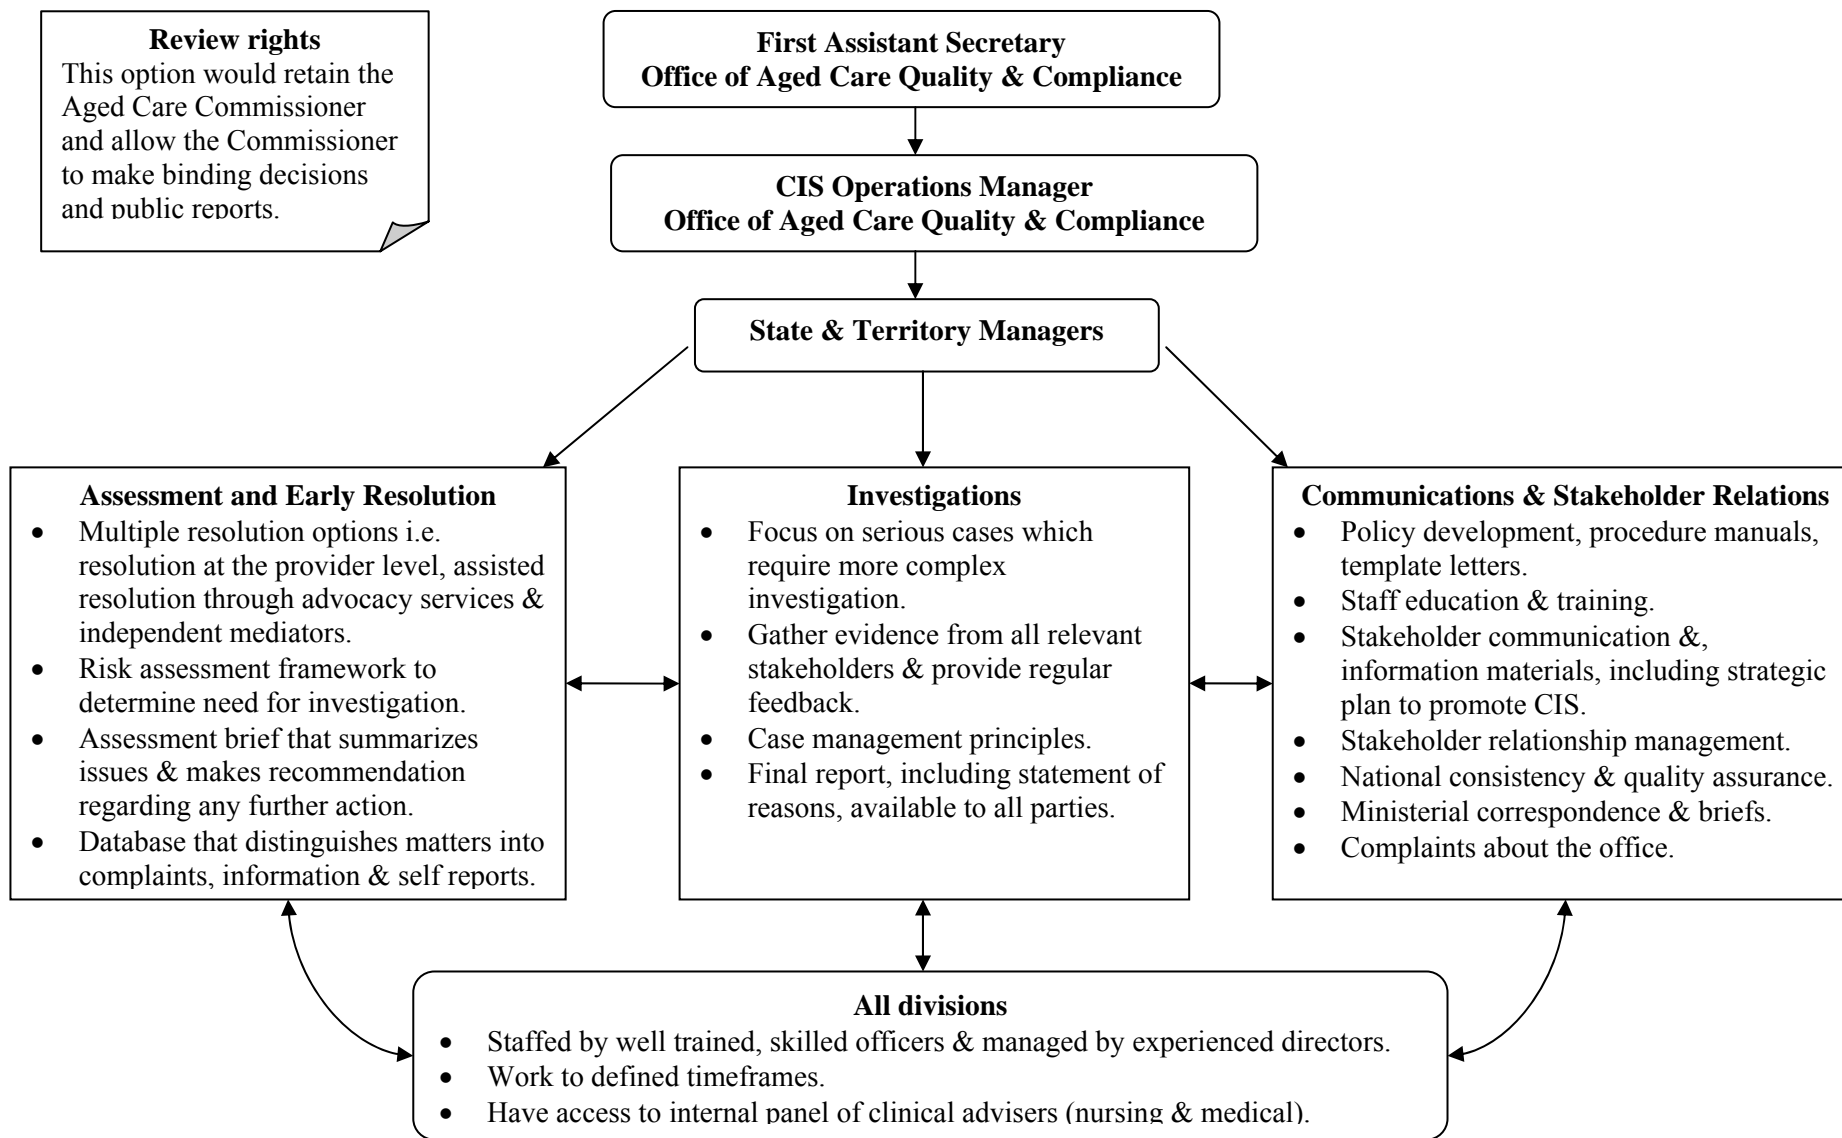 Review rights
This option would retain the
Aged Care Commissioner
and allow the Commissioner
to make binding decisions
and public reports.
First Assistant Secretary
Office of Aged Care Quality & Compliance
CIS Operations Manager
Office of Aged Care Quality & Compliance
State & Territory Managers
Assessment and Early Resolution
• Multiple resolution options i.e.
resolution at the provider level, assisted
resolution through advocacy services &
independent mediators.
• Risk assessment framework to
determine need for investigation.
• Assessment brief that summarizes
issues & makes recommendation
regarding any further action.
• Database that distinguishes matters into
complaints, information & self reports.
Investigations
• Focus on serious cases which
require more complex
investigation.
• Gather evidence from all relevant
stakeholders & provide regular
feedback.
• Case management principles.
• Final report, including statement of
reasons, available to all parties.
Communications & Stakeholder Relations
• Policy development, procedure manuals,
template letters.
• Staff education & training.
• Stakeholder communication &,
information materials, including strategic
plan to promote CIS.
• Stakeholder relationship management.
• National consistency & quality assurance.
• Ministerial correspondence & briefs.
• Complaints about the office.
All divisions
• Staffed by well trained, skilled officers & managed by experienced directors.
• Work to defined timeframes.
• Have access to internal panel of clinical advisers (nursing & medical).